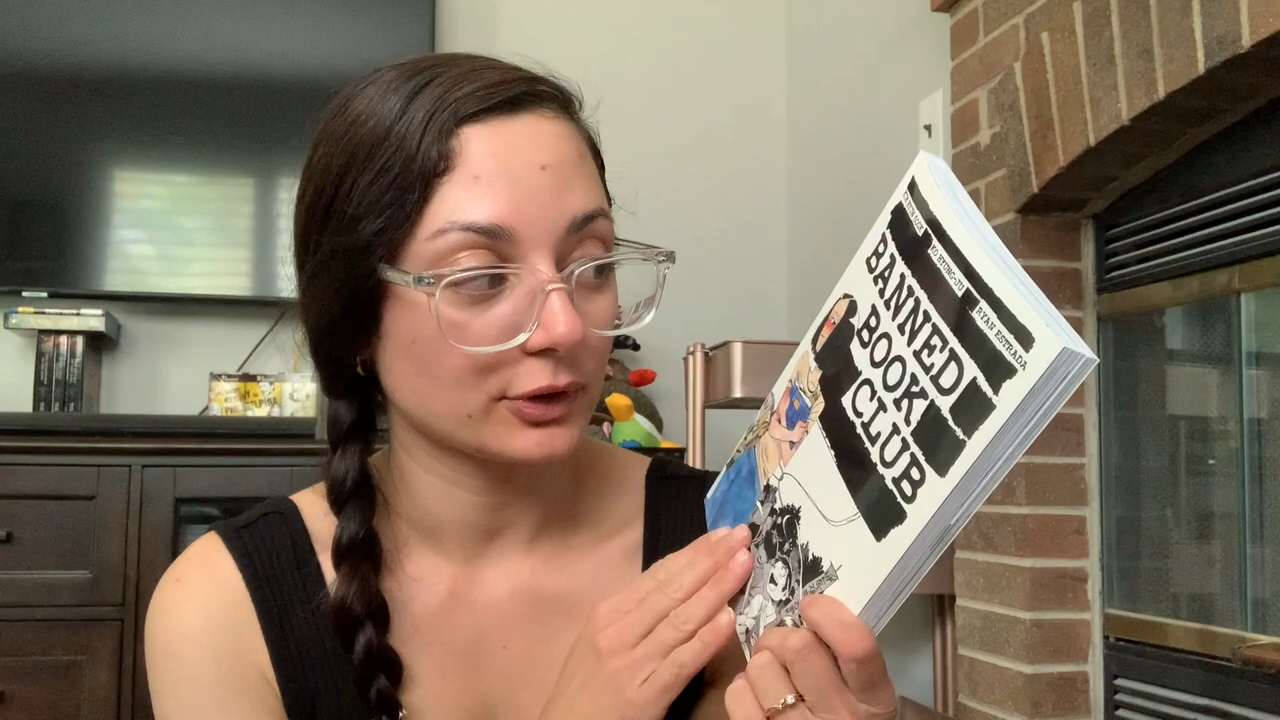 KO HYUNG-JU
RYAN ESTRADA
BANNED
BOOK
CLUB